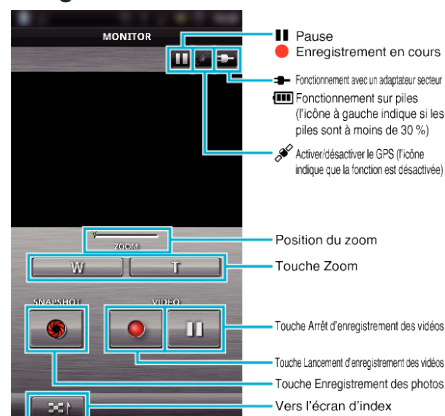 MONITOR
Pause
Enregistrement en cours
Fonctionnement avec un adaptateur secteur
Fonctionnement sur piles
(l'icône à gauche indique si les
piles sont à moins de 30 %)
Activer/désactiver le GPS (l'icône
indique que la fonction est désactivée)
ZOOM
Position du zoom
W
T
Touche Zoom
SNAPSHOT
VIDEO
Touche Arrêt d'enregistrement des vidéos
Touche Lancement d'enregistrement des vidéos
Touche Enregistrement des photos
Vers l'écran d'index